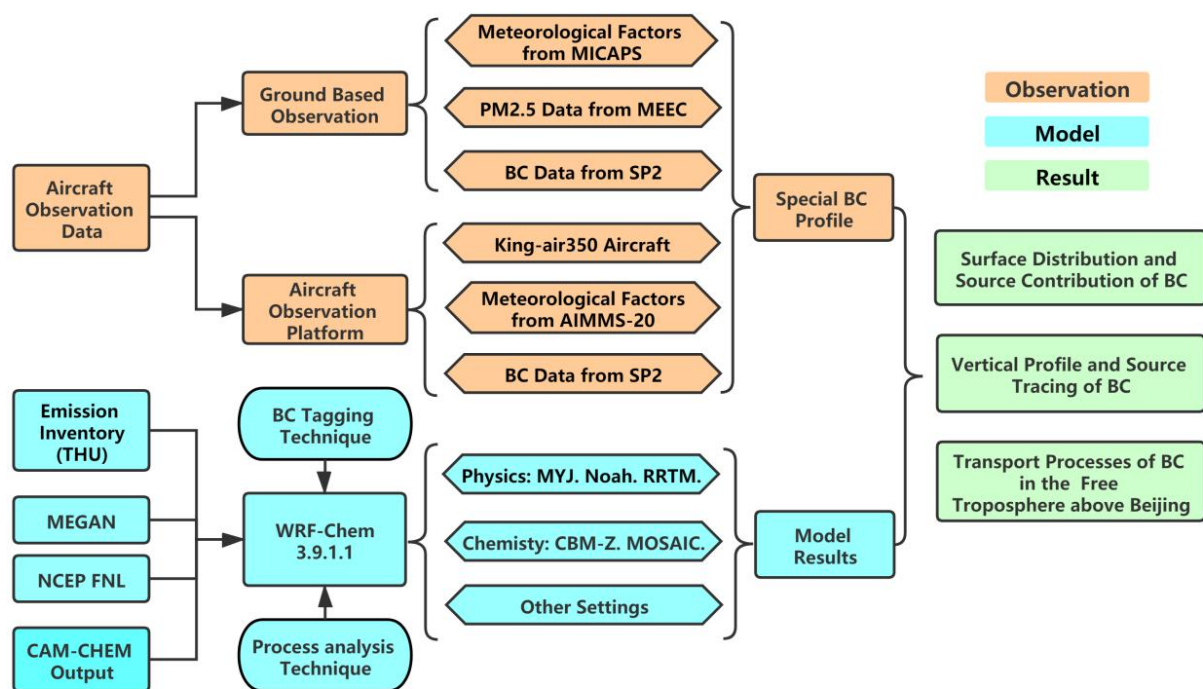 Meteorological Factors
from MICAPS
Ground Based
Observation
PM2.5 Data from MEEC
BC Data from SP2
Aircraft
Observation
Data
King-air350 Aircraft
Aircraft
Observation
Platform
Meteorological Factors
from AIMMS-20
BC Data from SP2
Special BC
Profile
Observation
Model
Result
Surface Distribution and
Source Contribution of BC
Vertical Profile and Source
Tracing of BC
Transport Processes of BC
in the Free
Troposphere above Beijing
Emission
Inventory
(THU)
MEGAN
NCEP FNL
CAM-CHEM
Output
BC Tagging
Technique
WRF-Chem
3.9.1.1
Process analysis
Technique
Physics: MYJ. Noah. RRTM.
Chemisty: CBM-Z. MOSAIC.
Other Settings
Model
Results